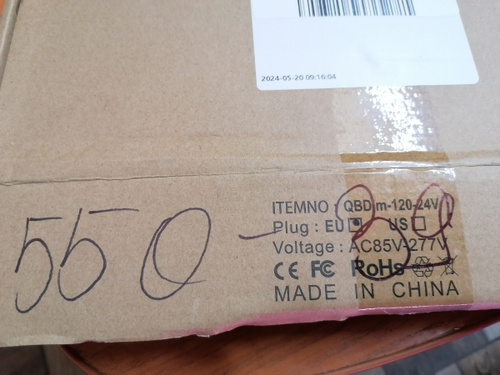 2024-05-20 09:16:04
ITEMNO : QBDim-120-24V
Plug : EU US
Voltage : AC85V-277V
CE FC RoHs
MADE IN CHINA
550-